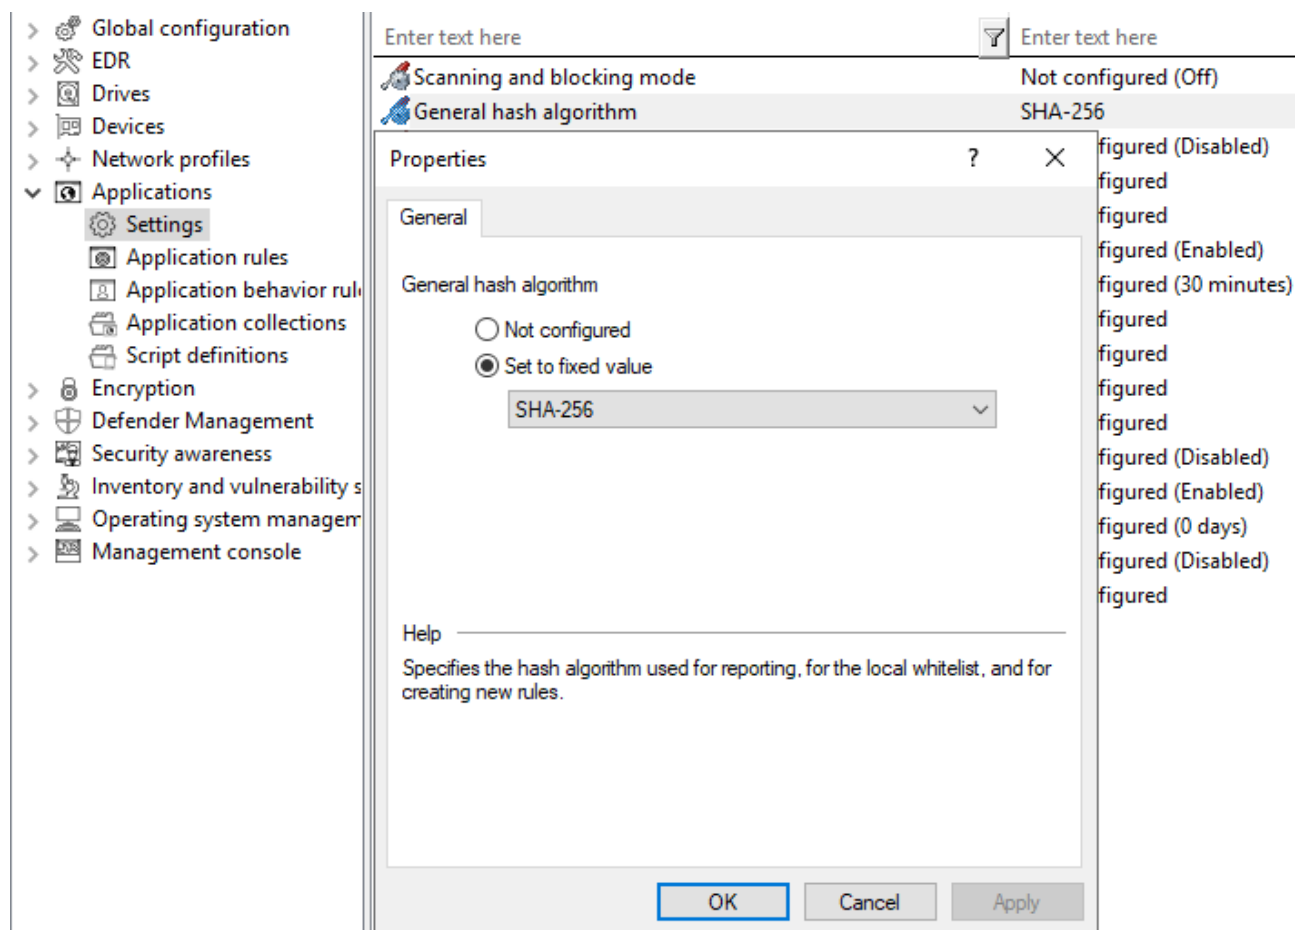 Global configuration
EDR
Drives
Devices
Network profiles
Applications
Settings
Application rules
Application behavior rul
Application collections
Script definitions
Encryption
Defender Management
Security awareness
Inventory and vulnerability s
Operating system managem
Management console
Enter text here Enter text here
Scanning and blocking mode Not configured (Off)
General hash algorithm SHA-256
Properties ?
General
General hash algorithm
Not configured
Set to fixed value
SHA-256
Help
Specifies the hash algorithm used for reporting, for the local whitelist, and for
creating new rules.
OK Cancel Apply
figured (Disabled)
figured
figured
figured (Enabled)
figured (30 minutes)
figured
figured
figured
figured
figured (Disabled)
figured (Enabled)
figured (0 days)
figured (Disabled)
figured